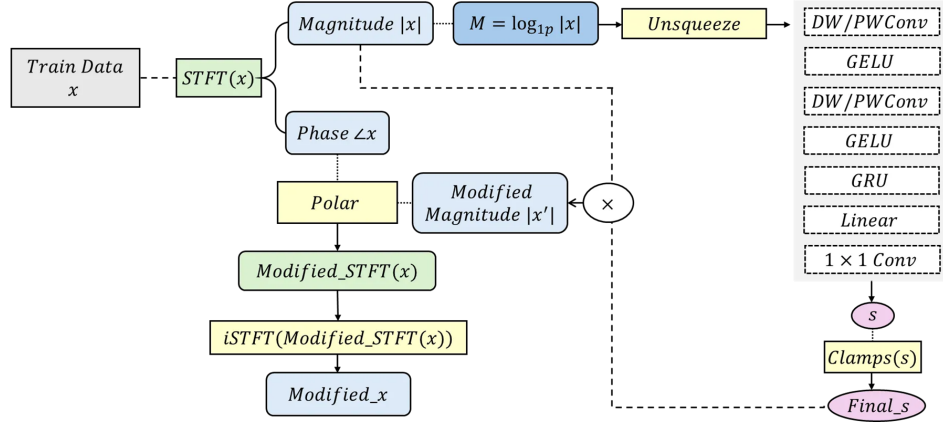 Train Data
x
STFT(x)
Magnitude |x|
M = log₁ₚ |x|
Unsqueeze
DW/PWConv
GELU
DW/PWConv
GELU
GRU
Linear
1 × 1 Conv
s
Clamps(s)
Final_s
Phase ∠x
×
Modified
Magnitude |x′|
Polar
Modified_STFT(x)
iSTFT(Modified_STFT(x))
Modified_x